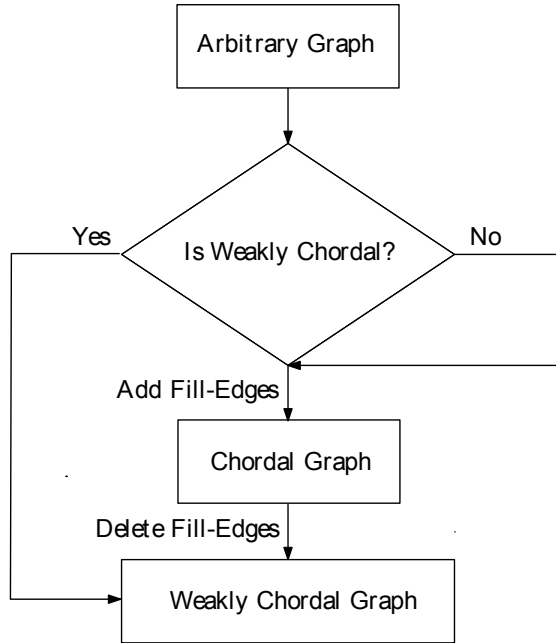 Arbitrary Graph
Yes
Is Weakly Chordal?
No
Add Fill-Edges
Chordal Graph
Delete Fill-Edges
Weakly Chordal Graph